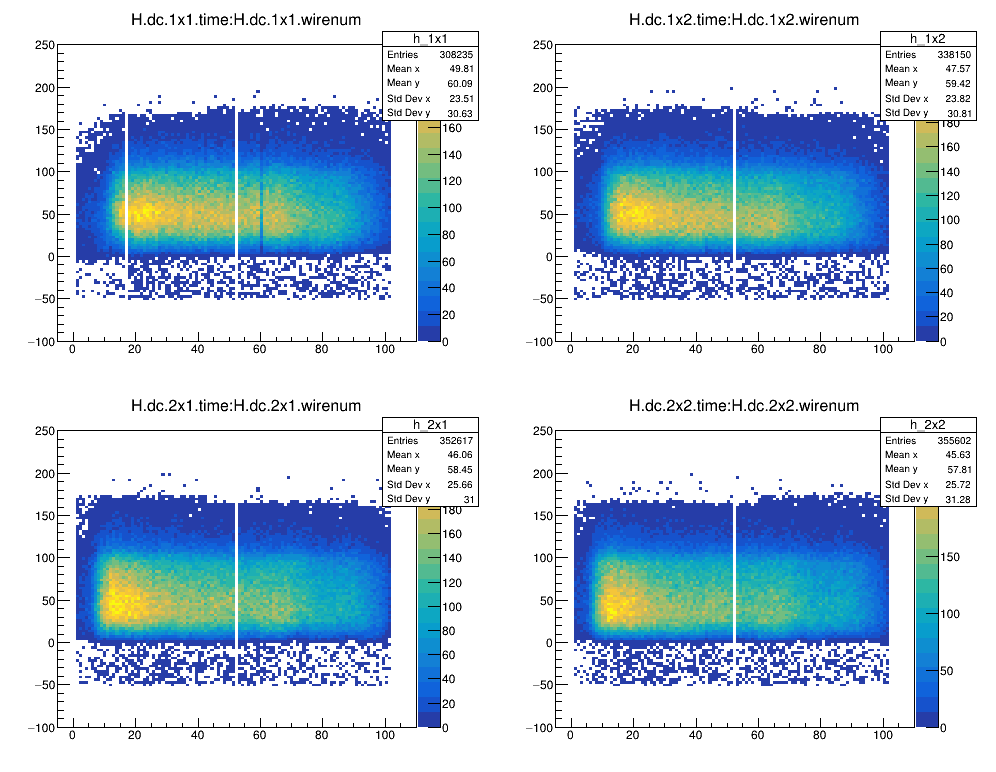 H.dc.1x1.time:H.dc.1x1.wirenum
h_1x1
Entries 308235
Mean x 49.81
Mean y 60.09
Std Dev x 23.51
Std Dev y 30.63
250
200
150
100
50
0
−50
−100
0 20 40 60 80 100
160
140
120
100
80
60
40
20
0
H.dc.1x2.time:H.dc.1x2.wirenum
h_1x2
Entries 338150
Mean x 47.57
Mean y 59.42
Std Dev x 23.82
Std Dev y 30.81
250
200
150
100
50
0
−50
−100
0 20 40 60 80 100
180
160
140
120
100
80
60
40
20
0
H.dc.2x1.time:H.dc.2x1.wirenum
h_2x1
Entries 352617
Mean x 46.06
Mean y 58.45
Std Dev x 25.66
Std Dev y 31
250
200
150
100
50
0
−50
−100
0 20 40 60 80 100
180
160
140
120
100
80
60
40
20
0
H.dc.2x2.time:H.dc.2x2.wirenum
h_2x2
Entries 355602
Mean x 45.63
Mean y 57.81
Std Dev x 25.72
Std Dev y 31.28
250
200
150
100
50
0
−50
−100
0 20 40 60 80 100
150
100
50
0